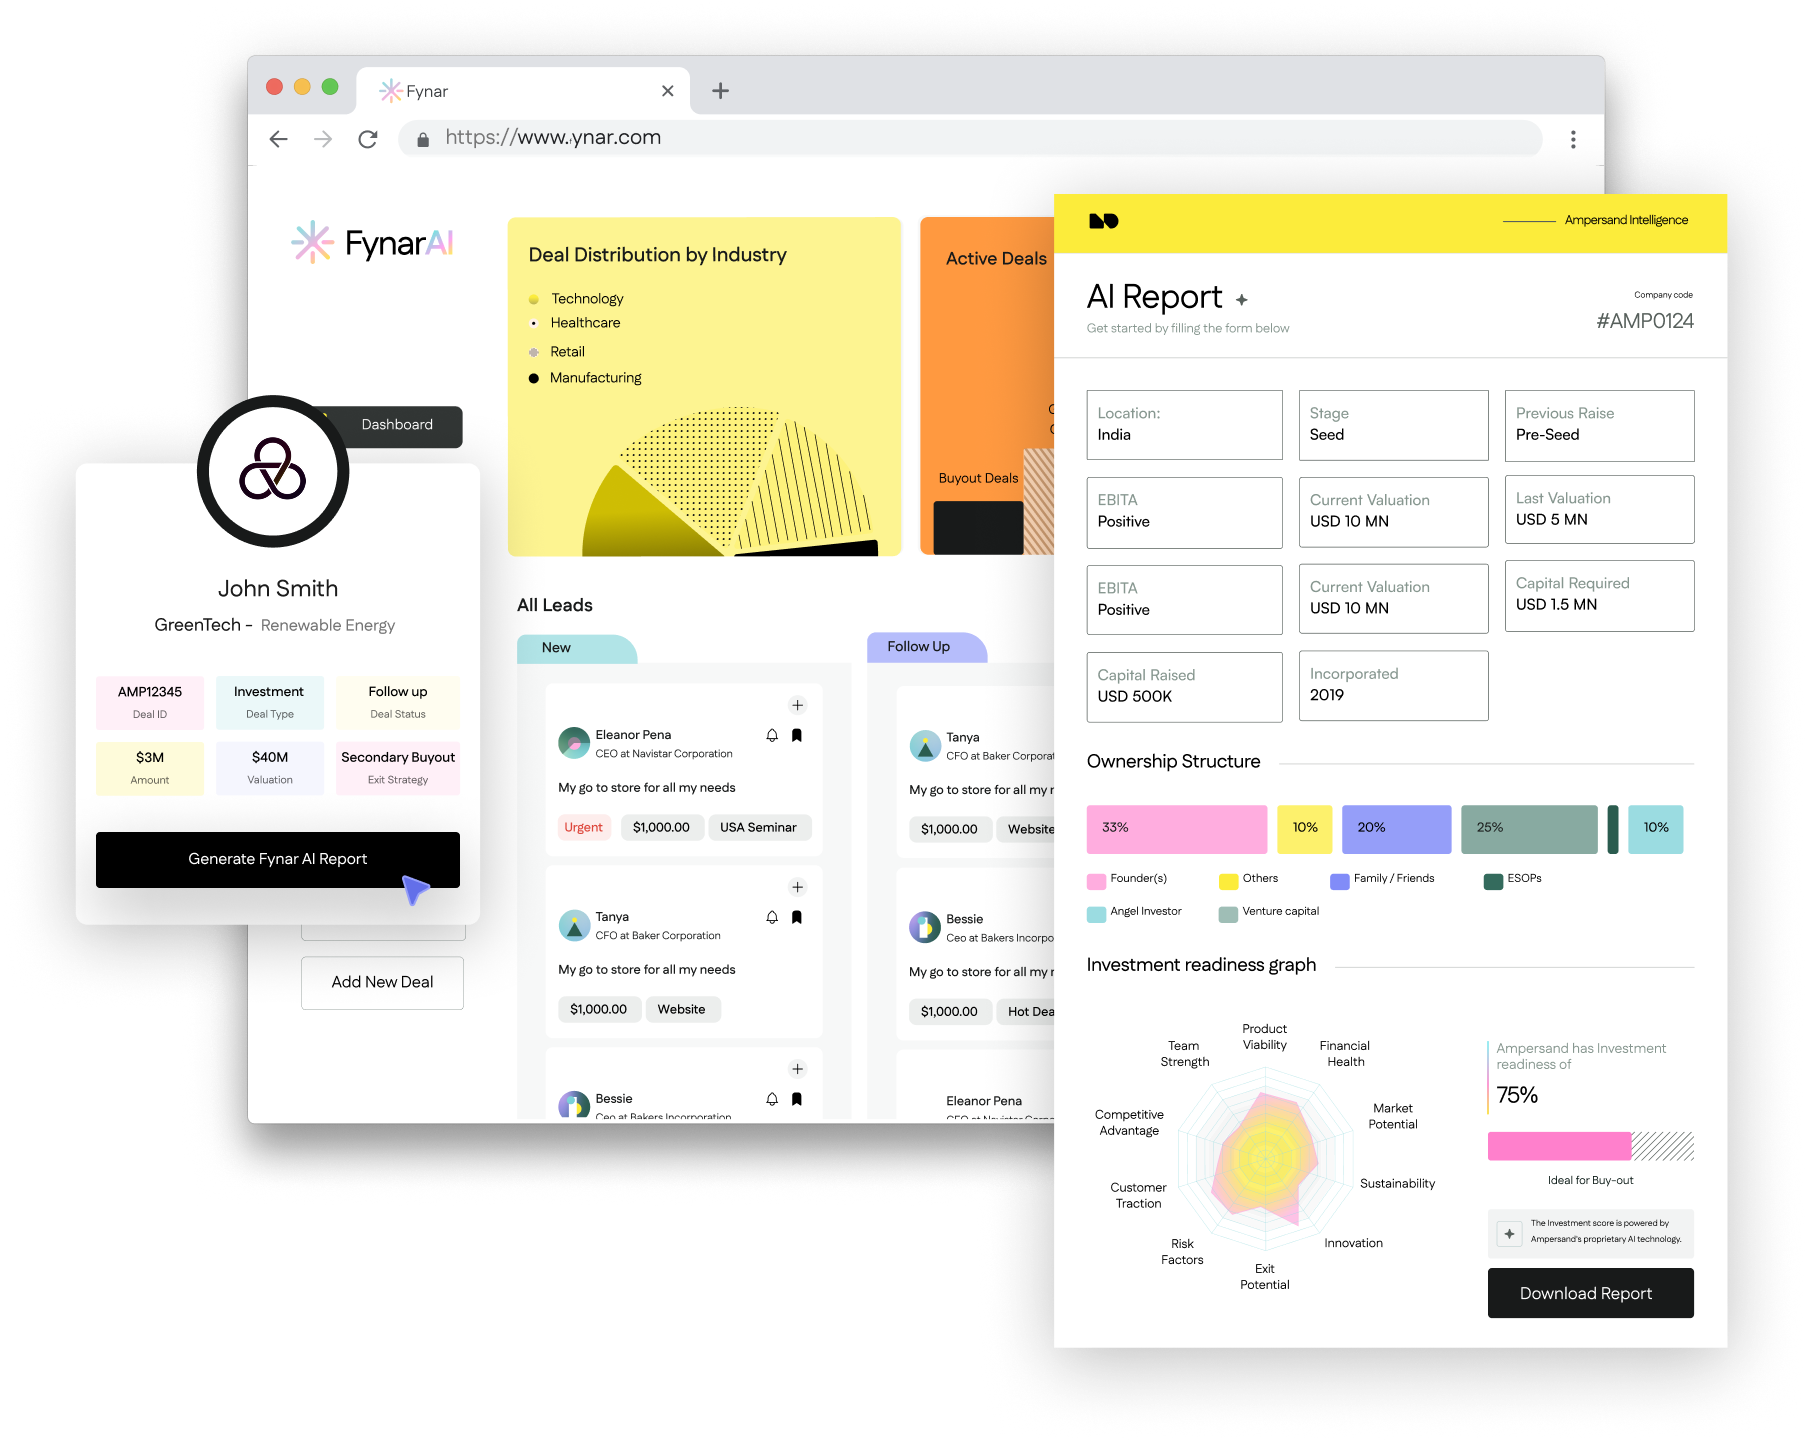 Fynar
https://www.ynar.com
FynarAI
Dashboard
Add New Deal
Deal Distribution by Industry
Technology
Healthcare
Retail
Manufacturing
Active Deals
Buyout Deals
All Leads
New
Eleanor Pena
CEO at Navistar Corporation
My go to store for all my needs
Urgent
$1,000.00
USA Seminar
Tanya
CFO at Baker Corporation
My go to store for all my needs
$1,000.00
Website
Bessie
Ceo at Bakers Incorporation
Follow Up
Tanya
CFO at Baker Corpora
My go to store for all my
$1,000.00
Website
Bessie
Ceo at Bakers Incorpo
My go to store for all my
$1,000.00
Hot Dea
Eleanor Pena
CEO at Navistar Corpor
John Smith
GreenTech - Renewable Energy
AMP12345
Deal ID
Investment
Deal Type
Follow up
Deal Status
$3M
Amount
$40M
Valuation
Secondary Buyout
Exit Strategy
Generate Fynar AI Report
Ampersand Intelligence
AI Report
Get started by filling the form below
Company code
#AMP0124
Location:
India
Stage
Seed
Previous Raise
Pre-Seed
EBITA
Positive
Current Valuation
USD 10 MN
Last Valuation
USD 5 MN
EBITA
Positive
Current Valuation
USD 10 MN
Capital Required
USD 1.5 MN
Capital Raised
USD 500K
Incorporated
2019
Ownership Structure
33%
10%
20%
25%
10%
Founder(s)
Others
Family / Friends
ESOPs
Angel Investor
Venture capital
Investment readiness graph
Product
Viability
Financial
Health
Market
Potential
Sustainability
Innovation
Exit
Potential
Risk
Factors
Customer
Traction
Competitive
Advantage
Team
Strength
Ampersand has Investment
readiness of
75%
Ideal for Buy-out
The Investment score is powered by
Ampersand's proprietary AI technology.
Download Report